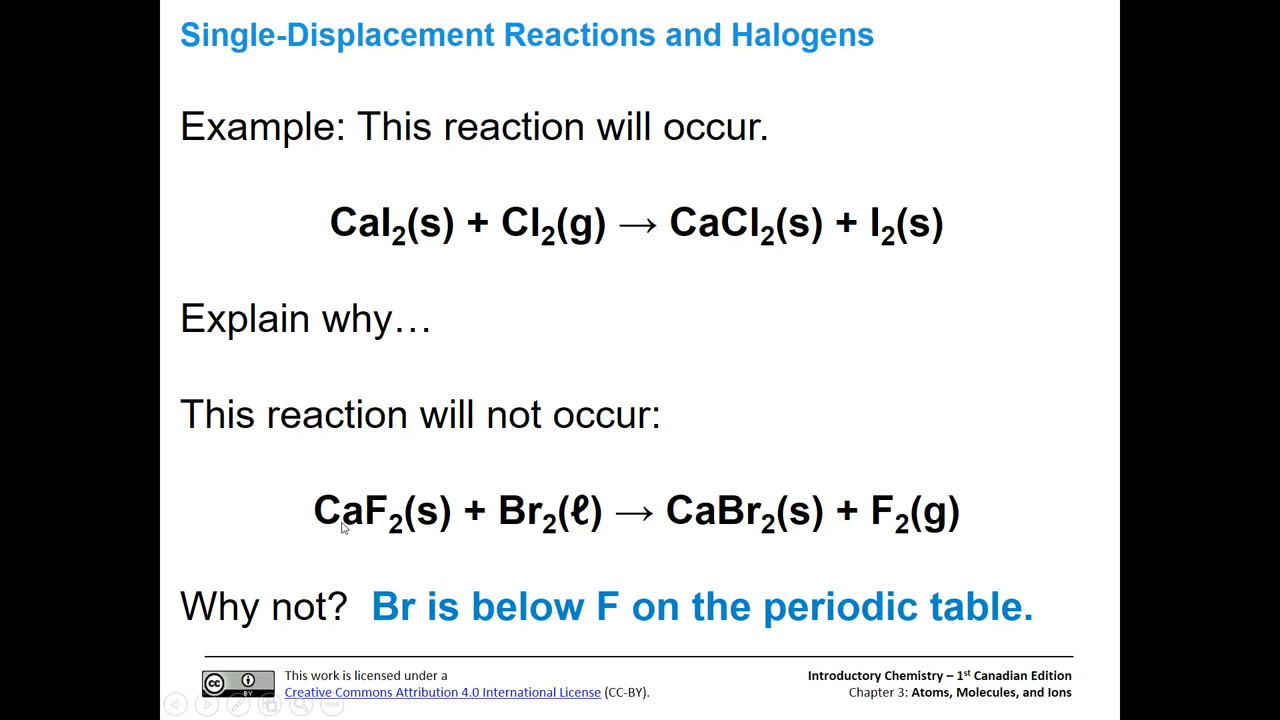 Single-Displacement Reactions and Halogens
Example: This reaction will occur.
CaI₂(s) + Cl₂(g) → CaCl₂(s) + I₂(s)
Explain why…
This reaction will not occur:
CaF₂(s) + Br₂(ℓ) → CaBr₂(s) + F₂(g)
Why not? Br is below F on the periodic table.
cc BY
This work is licensed under a
Creative Commons Attribution 4.0 International License (CC-BY).
Introductory Chemistry – 1ˢᵗ Canadian Edition
Chapter 3: Atoms, Molecules, and Ions